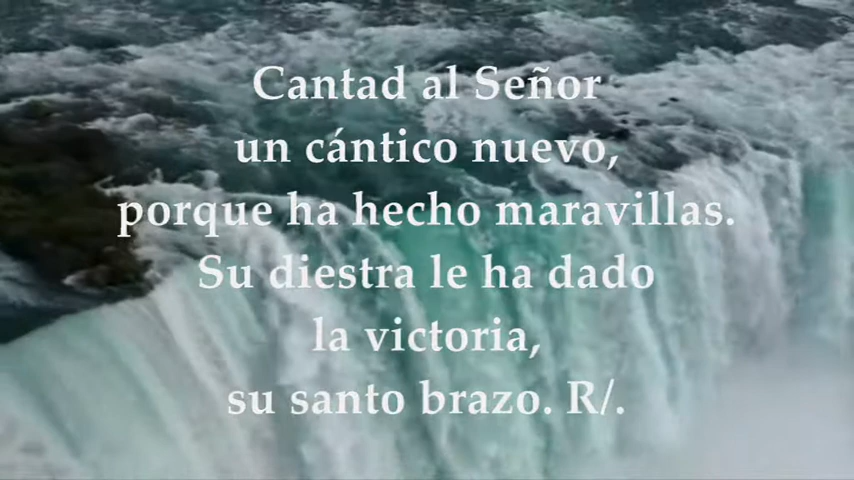 Cantad al Señor
un cántico nuevo,
porque ha hecho maravillas.
Su diestra le ha dado
la victoria,
su santo brazo. R/.